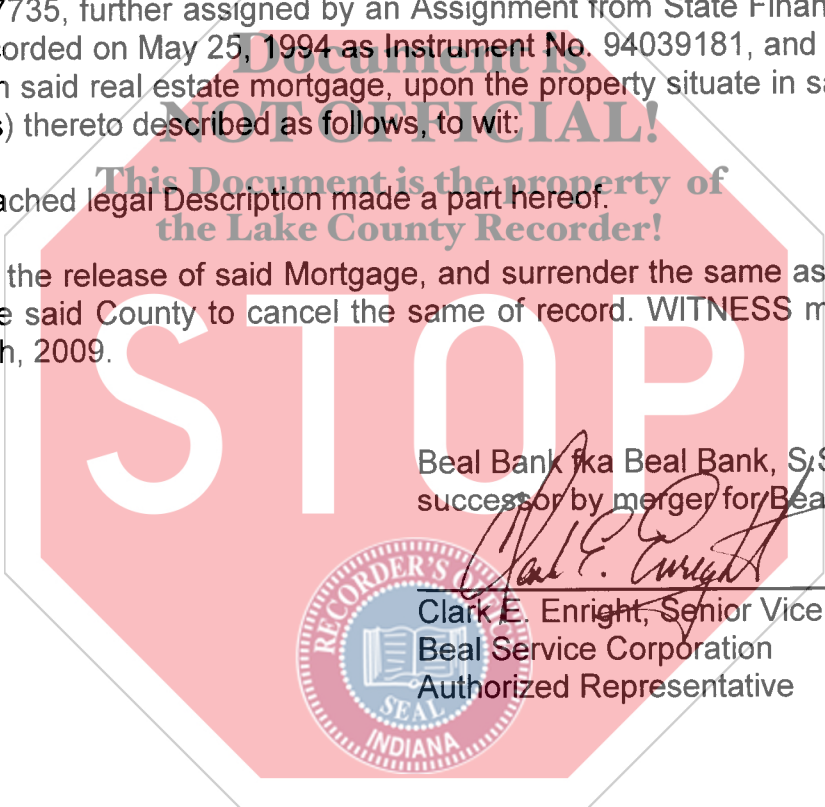 7735, further assigned by an Assignment from State Finan
corded on May 25, 1994 as Instrument No. 94039181, and
Document is
n said real estate mortgage, upon the property situate in sa
NOT OFFICIAL!
s) thereto described as follows, to wit:
This Document is the property of
ached legal Description made a part hereof.
the Lake County Recorder!
the release of said Mortgage, and surrender the same as
e said County to cancel the same of record. WITNESS m
h, 2009.
STOP
Beal Bank fka Beal Bank, S.S
successor by merger for Bea
Clark E. Enright
Clark E. Enright, Senior Vice
Beal Service Corporation
Authorized Representative
RECORDER'S OFFICE
SEAL
INDIANA